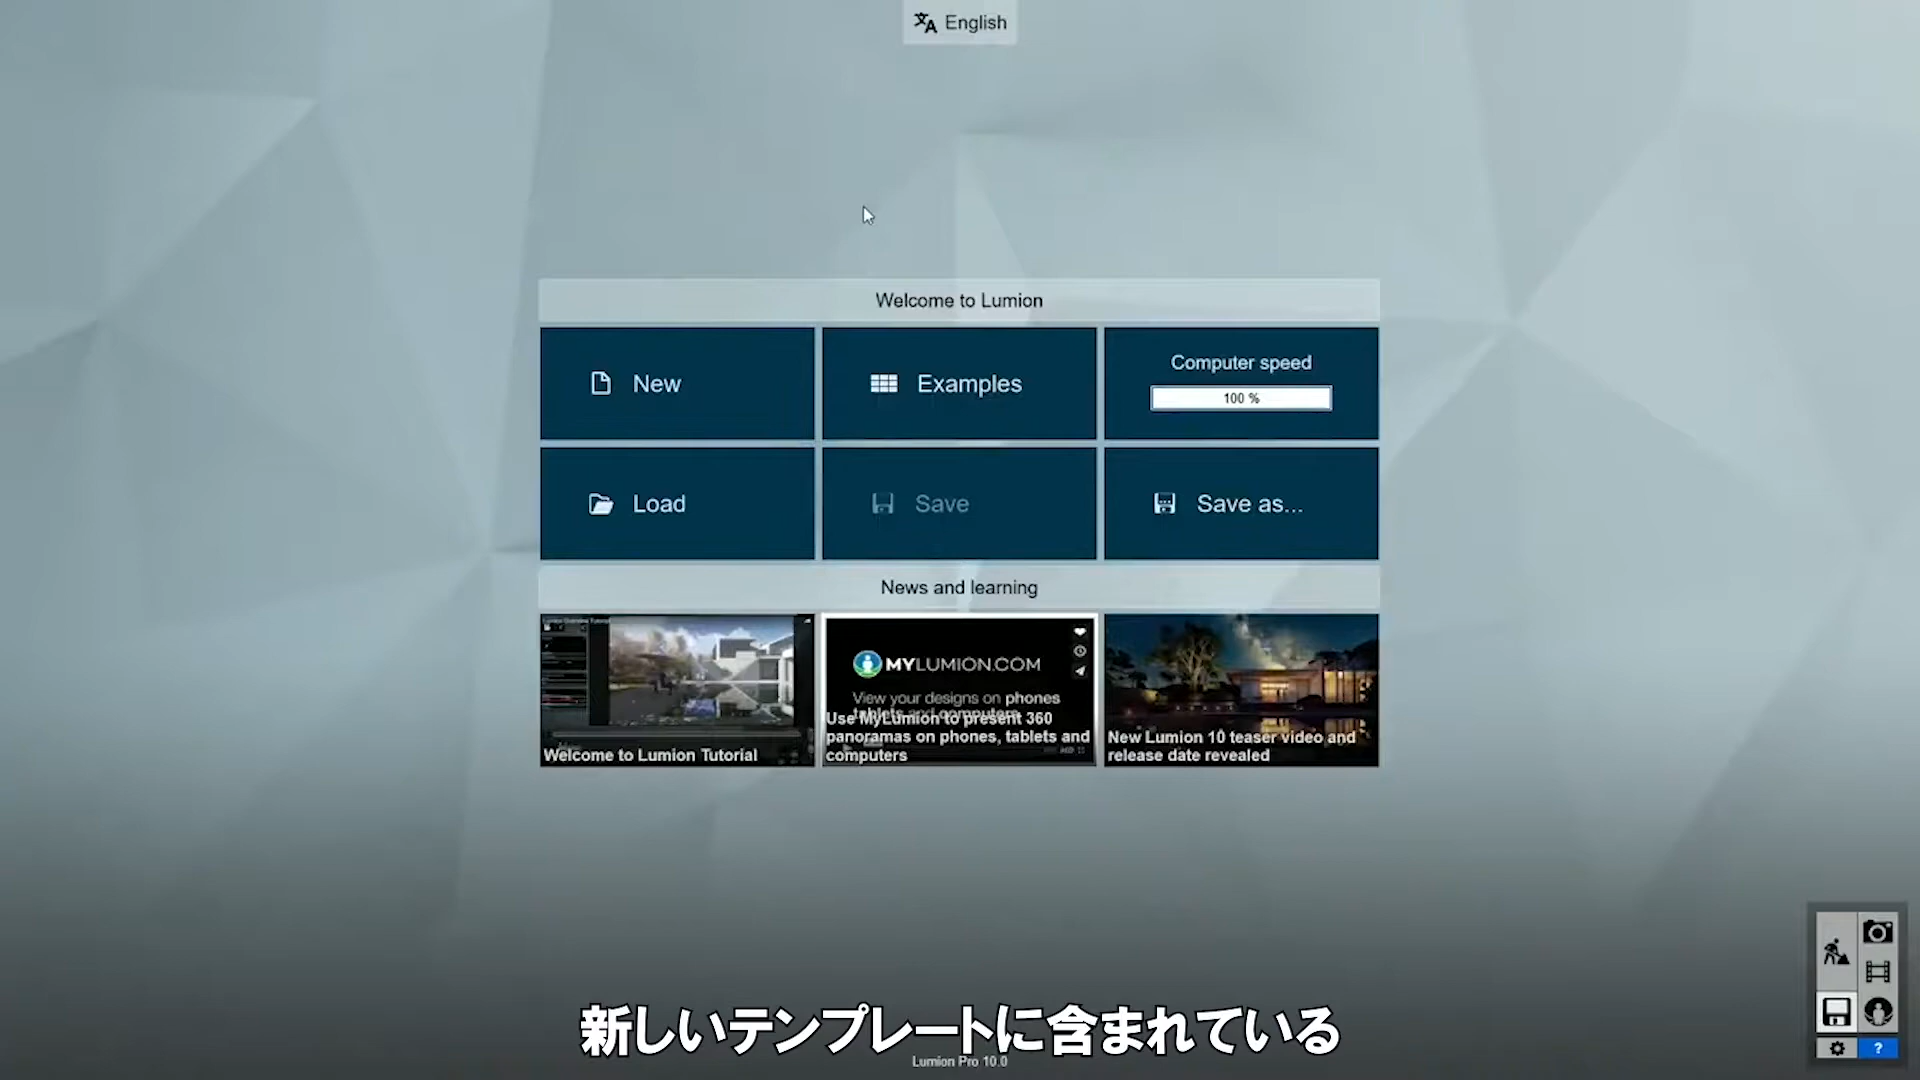 English
Welcome to Lumion
New
Examples
Computer speed
100 %
Load
Save
Save as...
News and learning
Welcome to Lumion Tutorial
MYLUMION.COM
View your designs on phones
tablets and computers
Use MyLumion to present 360
panoramas on phones, tablets and
computers
New Lumion 10 teaser video and
release date revealed
新しいテンプレートに含まれている
Lumion Pro 10.0
?